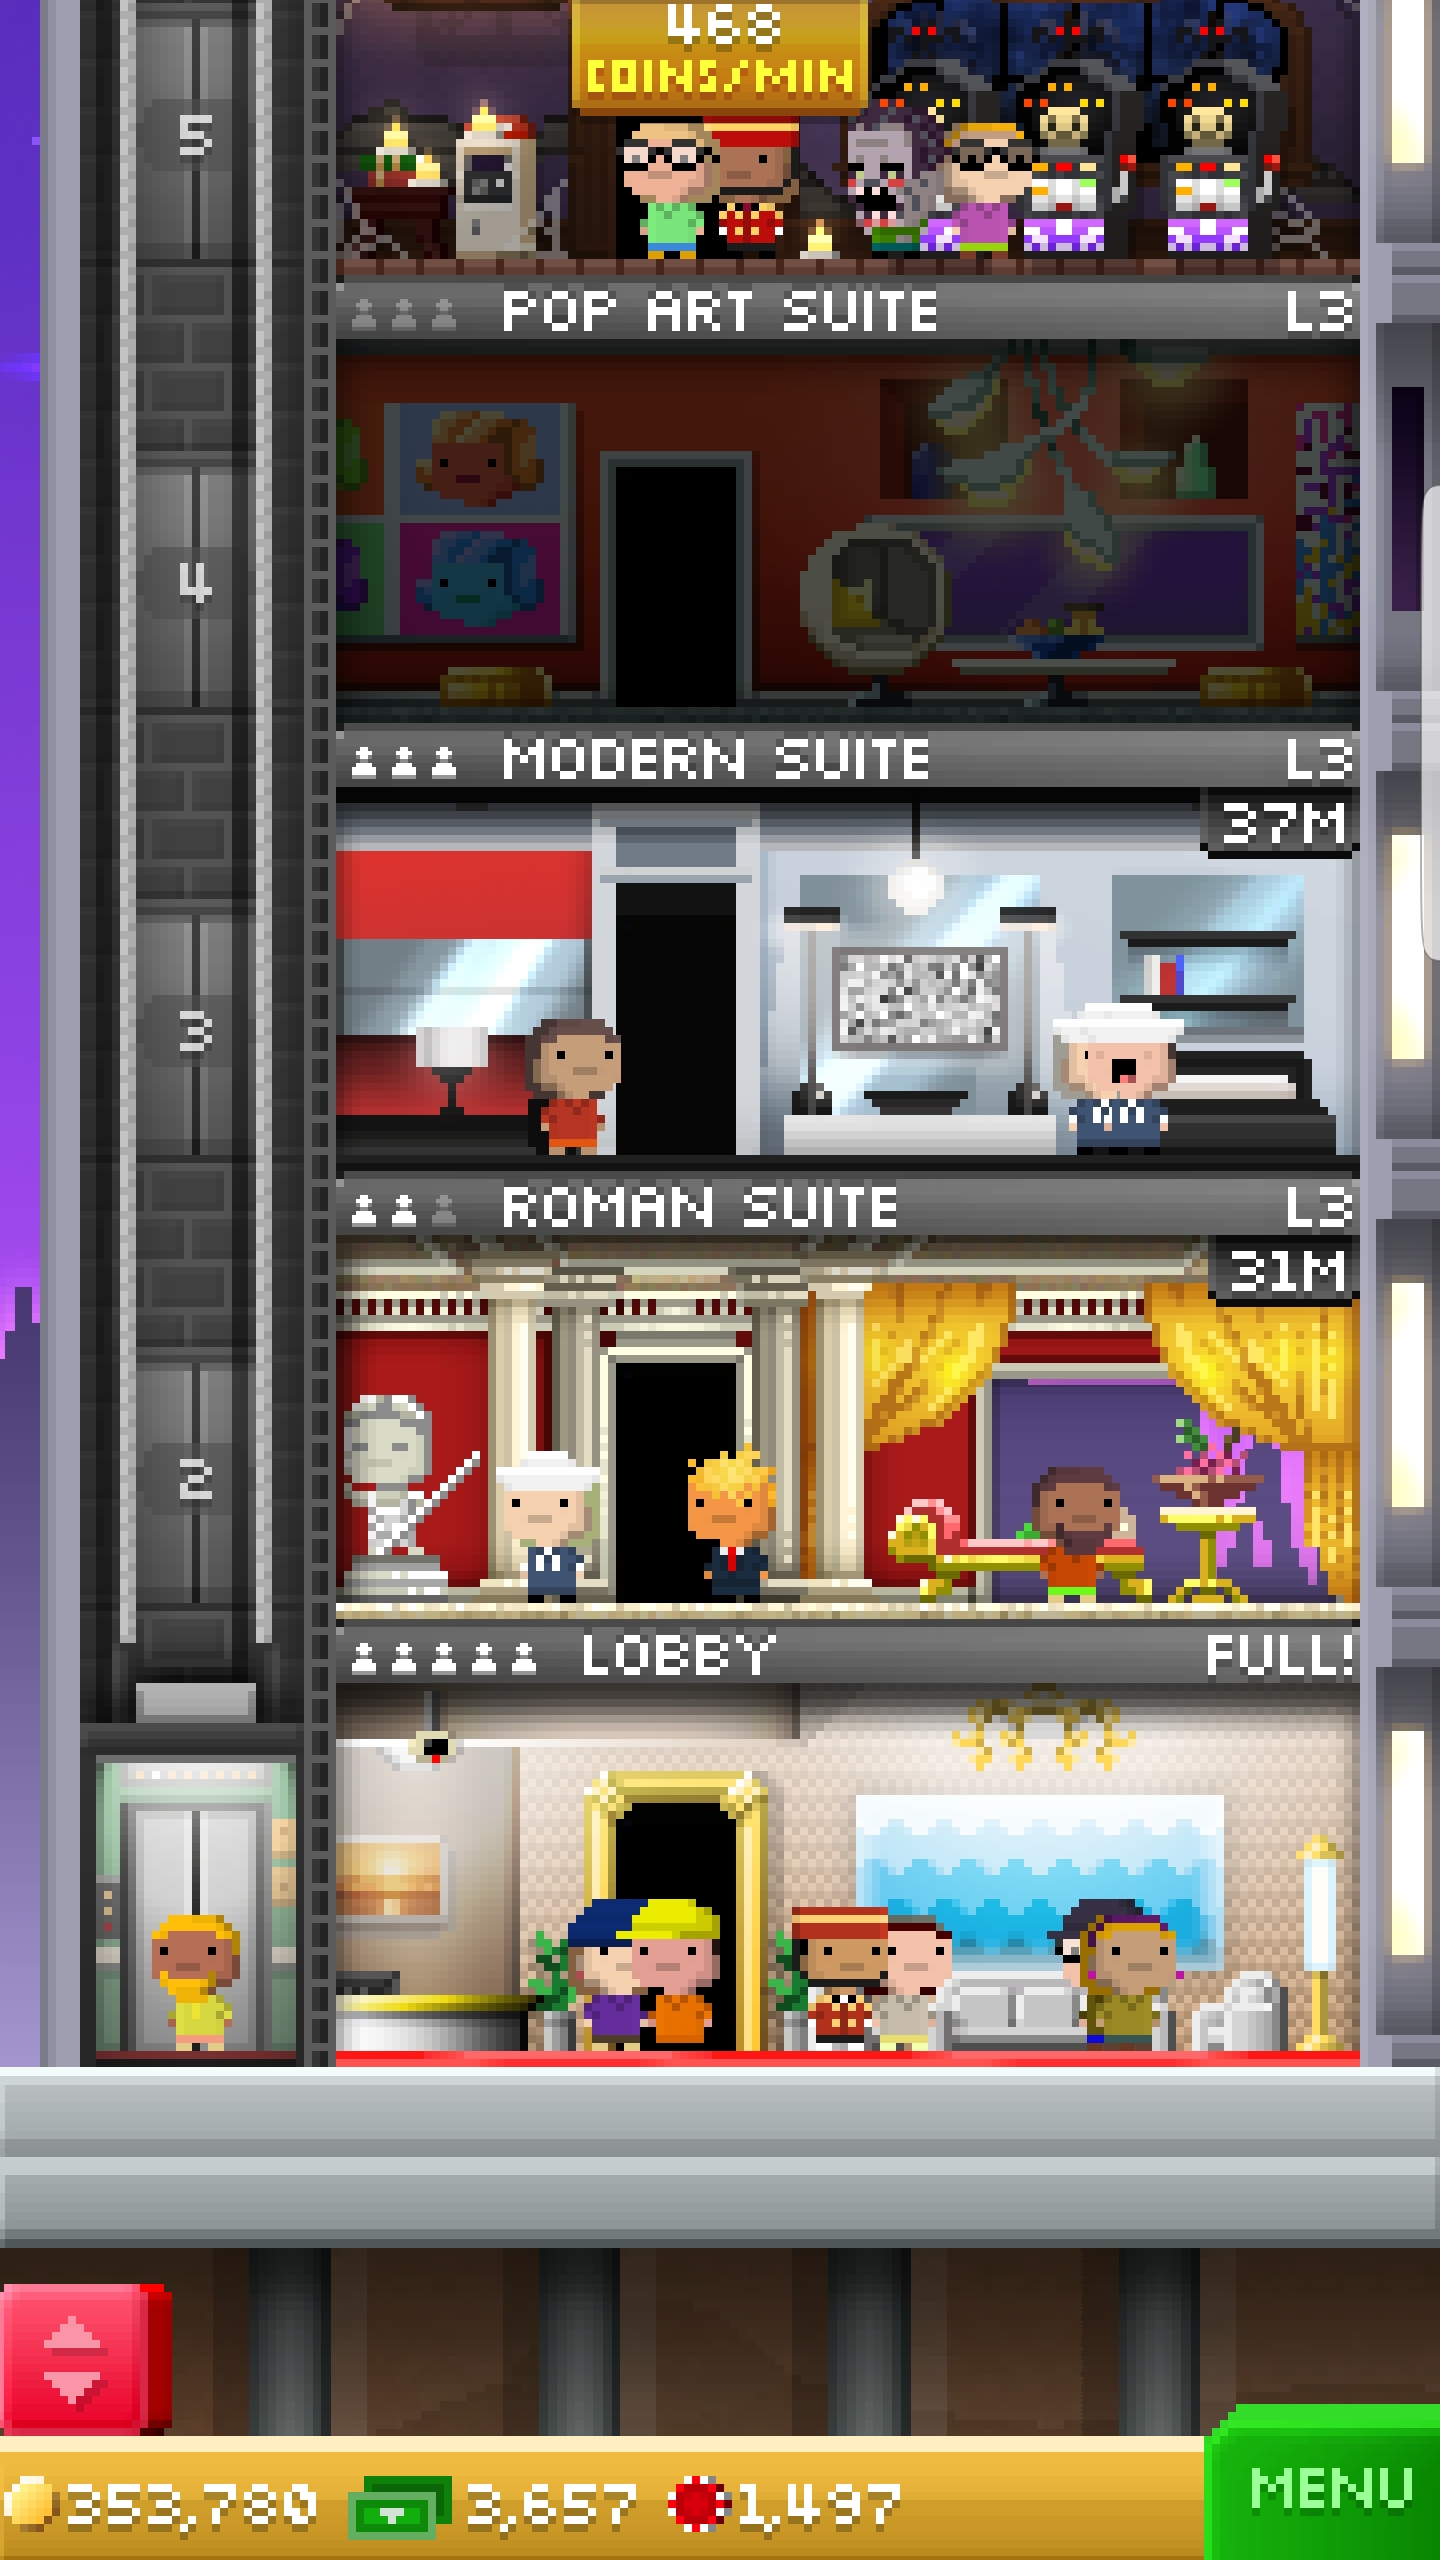 468
COINS/MIN
5
POP ART SUITE L3
4
MODERN SUITE L3
37M
3
ROMAN SUITE L3
31M
2
LOBBY FULL!
353,780 3,657 1,497
MENU